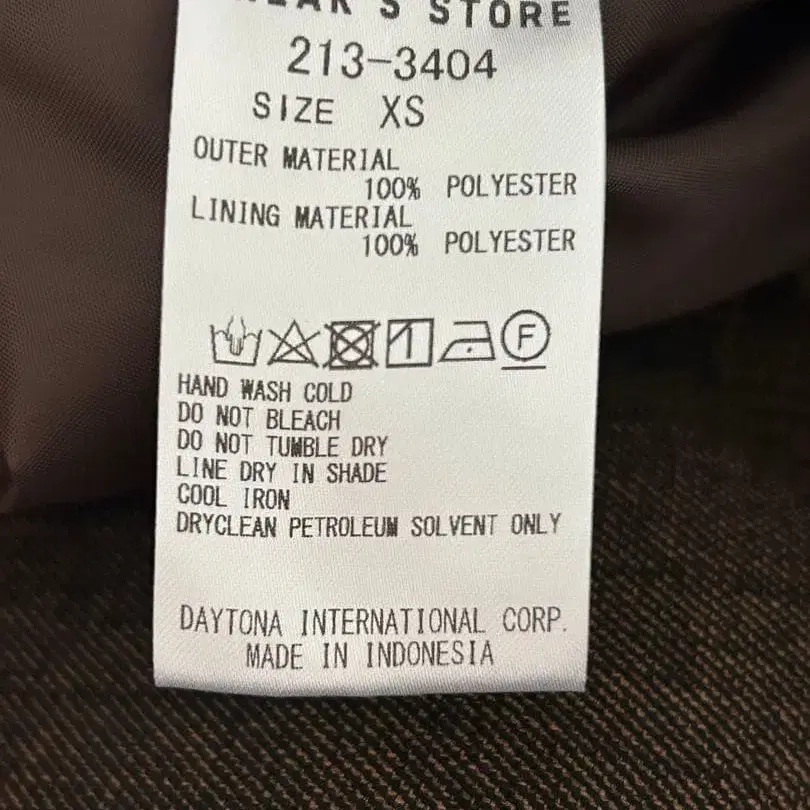 S STORE
213-3404
SIZE XS
OUTER MATERIAL
100% POLYESTER
LINING MATERIAL
100% POLYESTER
F
HAND WASH COLD
DO NOT BLEACH
DO NOT TUMBLE DRY
LINE DRY IN SHADE
COOL IRON
DRYCLEAN PETROLEUM SOLVENT ONLY
DAYTONA INTERNATIONAL CORP.
MADE IN INDONESIA